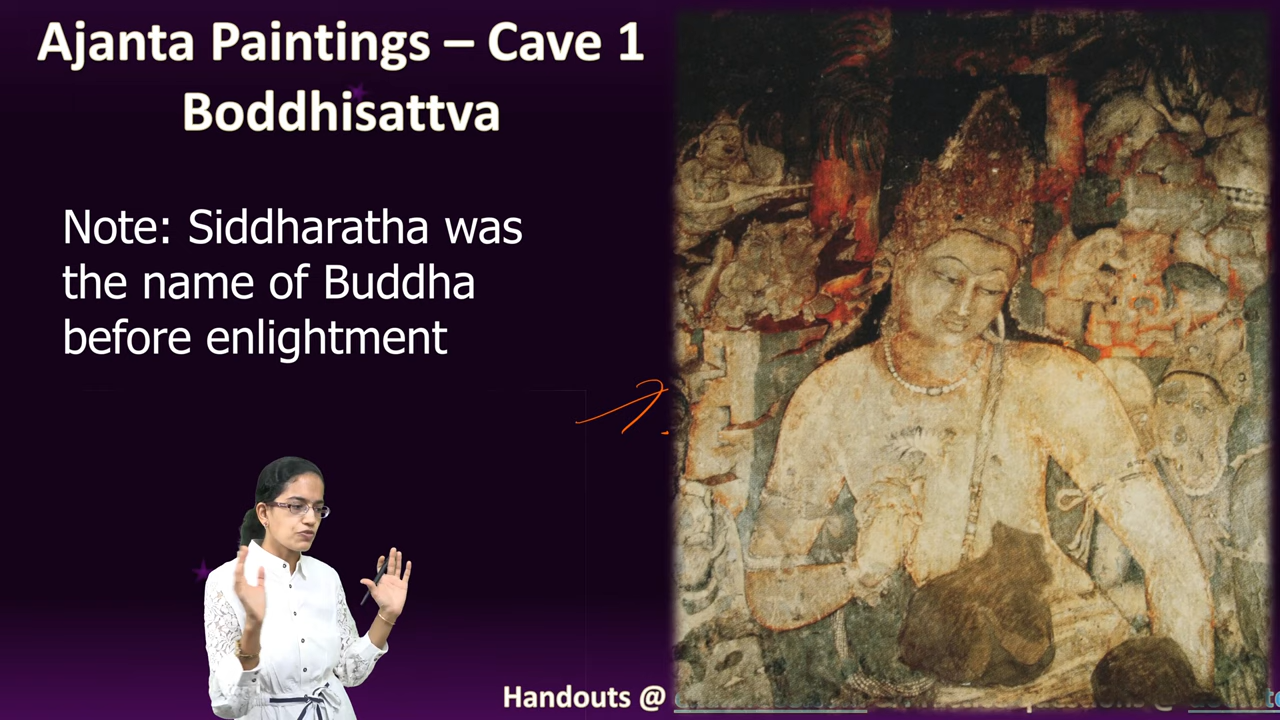 Ajanta Paintings – Cave 1
Boddhisattva
Note: Siddharatha was
the name of Buddha
before enlightment
Handouts @